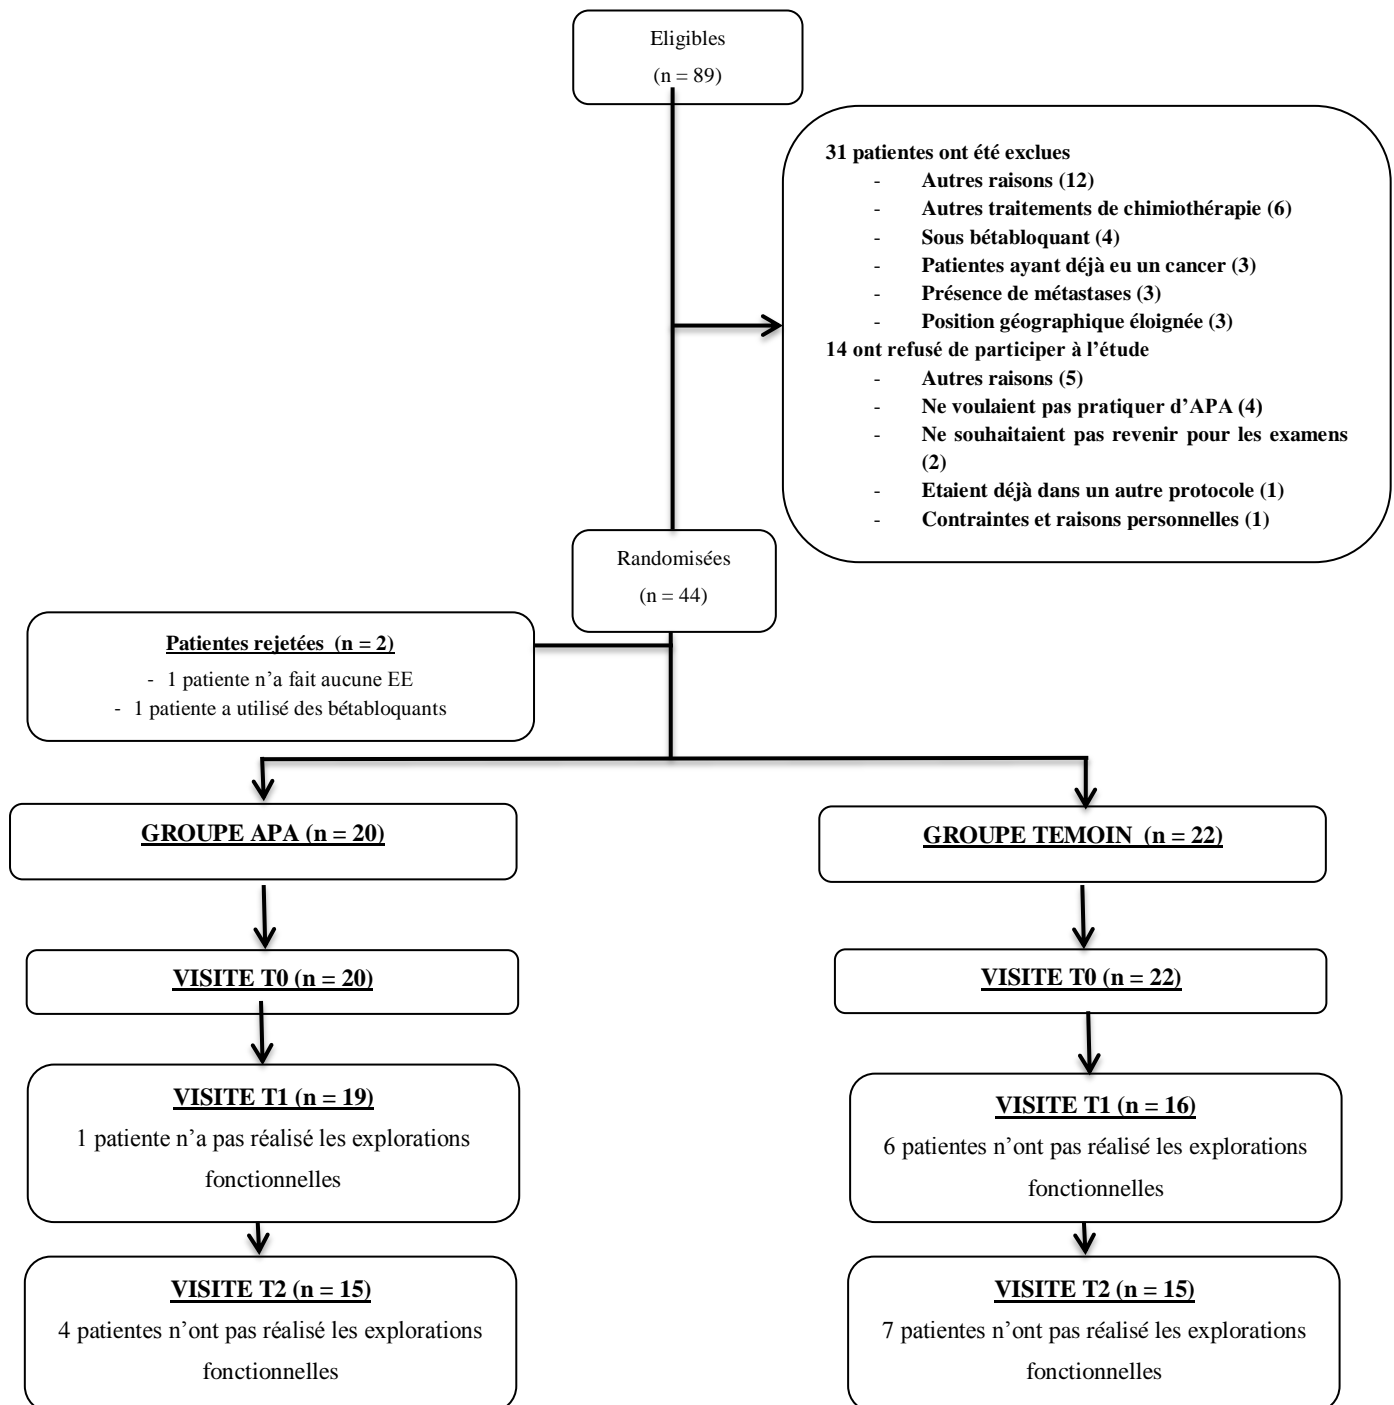 Eligibles
(n = 89)
31 patientes ont été exclues
- Autres raisons (12)
- Autres traitements de chimiothérapie (6)
- Sous bétabloquant (4)
- Patientes ayant déjà eu un cancer (3)
- Présence de métastases (3)
- Position géographique éloignée (3)
14 ont refusé de participer à l’étude
- Autres raisons (5)
- Ne voulaient pas pratiquer d’APA (4)
- Ne souhaitaient pas revenir pour les examens
(2)
- Etaient déjà dans un autre protocole (1)
- Contraintes et raisons personnelles (1)
Randomisées
(n = 44)
Patientes rejetées (n = 2)
- 1 patiente n’a fait aucune EE
- 1 patiente a utilisé des bétabloquants
GROUPE APA (n = 20)
GROUPE TEMOIN (n = 22)
VISITE T0 (n = 20)
VISITE T0 (n = 22)
VISITE T1 (n = 19)
1 patiente n’a pas réalisé les explorations
fonctionnelles
VISITE T1 (n = 16)
6 patientes n’ont pas réalisé les explorations
fonctionnelles
VISITE T2 (n = 15)
4 patientes n’ont pas réalisé les explorations
fonctionnelles
VISITE T2 (n = 15)
7 patientes n’ont pas réalisé les explorations
fonctionnelles